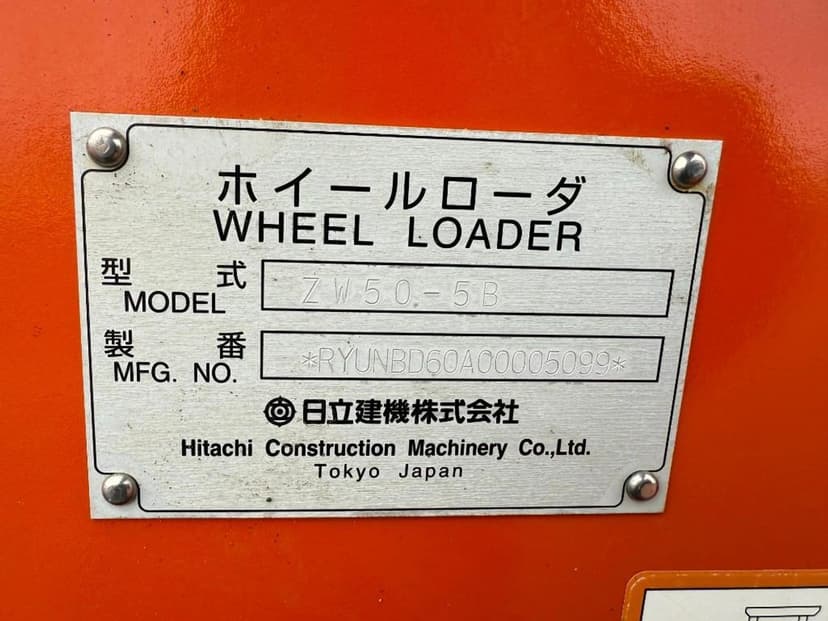 ホイールローダ
WHEEL LOADER
型式 ZW50-5B
MODEL
製番 *RYUNBD60A00005099*
MFG. NO.
日立建機株式会社
Hitachi Construction Machinery Co.,Ltd.
Tokyo Japan